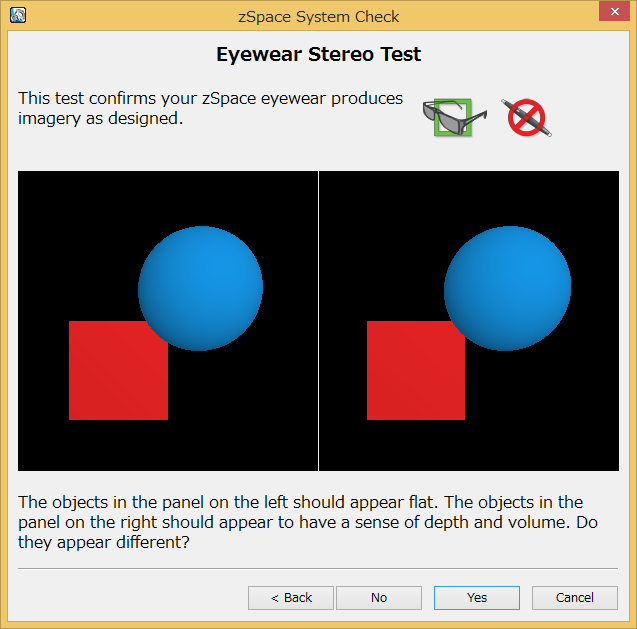 zSpace System Check
Eyewear Stereo Test
This test confirms your zSpace eyewear produces
imagery as designed.
The objects in the panel on the left should appear flat. The objects in the
panel on the right should appear to have a sense of depth and volume. Do
they appear different?
< Back
No
Yes
Cancel